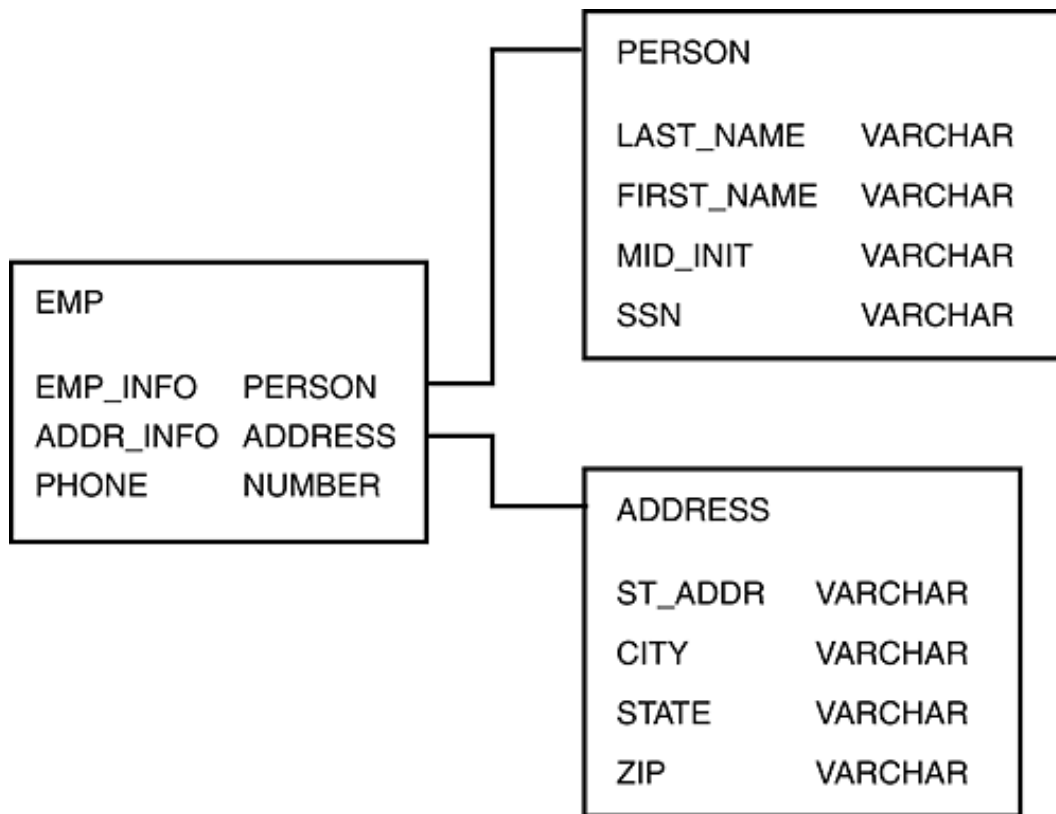 PERSON
LAST_NAME VARCHAR
FIRST_NAME VARCHAR
MID_INIT VARCHAR
SSN VARCHAR
EMP
EMP_INFO PERSON
ADDR_INFO ADDRESS
PHONE NUMBER
ADDRESS
ST_ADDR VARCHAR
CITY VARCHAR
STATE VARCHAR
ZIP VARCHAR